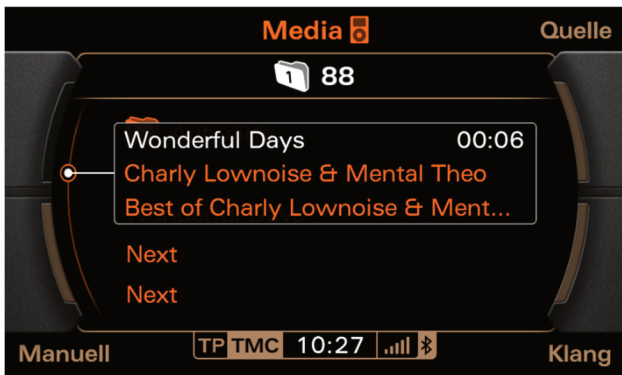 Media
Quelle
1 88
Wonderful Days 00:06
Charly Lownoise & Mental Theo
Best of Charly Lownoise & Ment...
Next
Next
TP TMC 10:27
Manuell
Klang